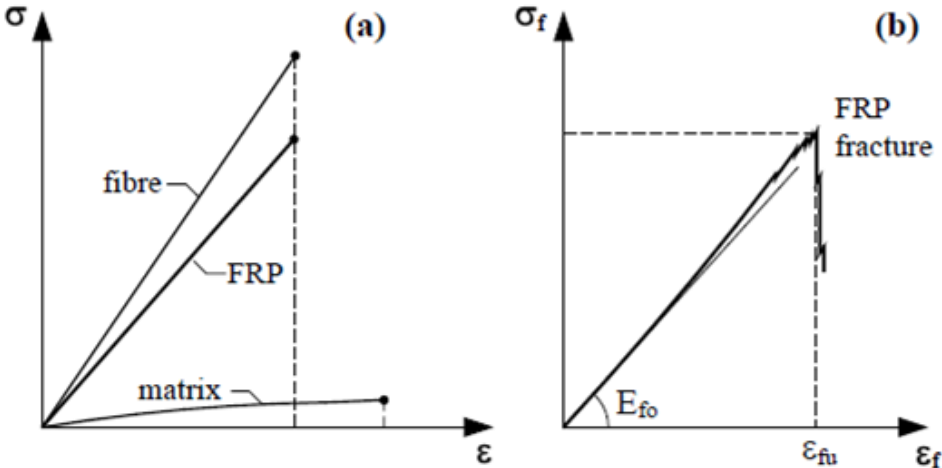 σ
(a)
fibre
FRP
matrix
ε
σf
(b)
FRP
fracture
Efo
εfu
εf